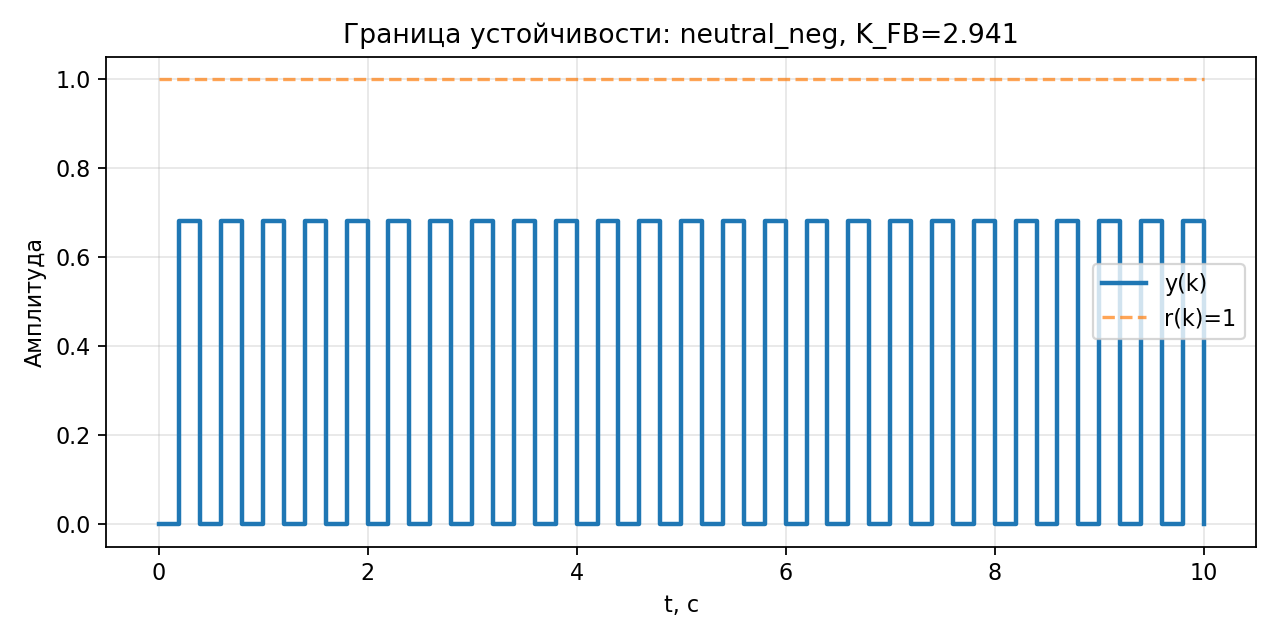 Граница устойчивости: neutral_neg, K_FB=2.941
Амплитуда
1.0
0.8
0.6
0.4
0.2
0.0
y(k)
r(k)=1
0 2 4 6 8 10
t, с